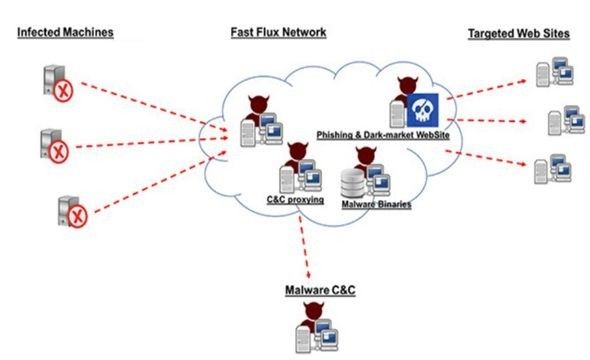 Infected Machines
Fast Flux Network
Targeted Web Sites
Phishing & Dark-market WebSite
C&C proxying
Malware Binaries
Malware C&C